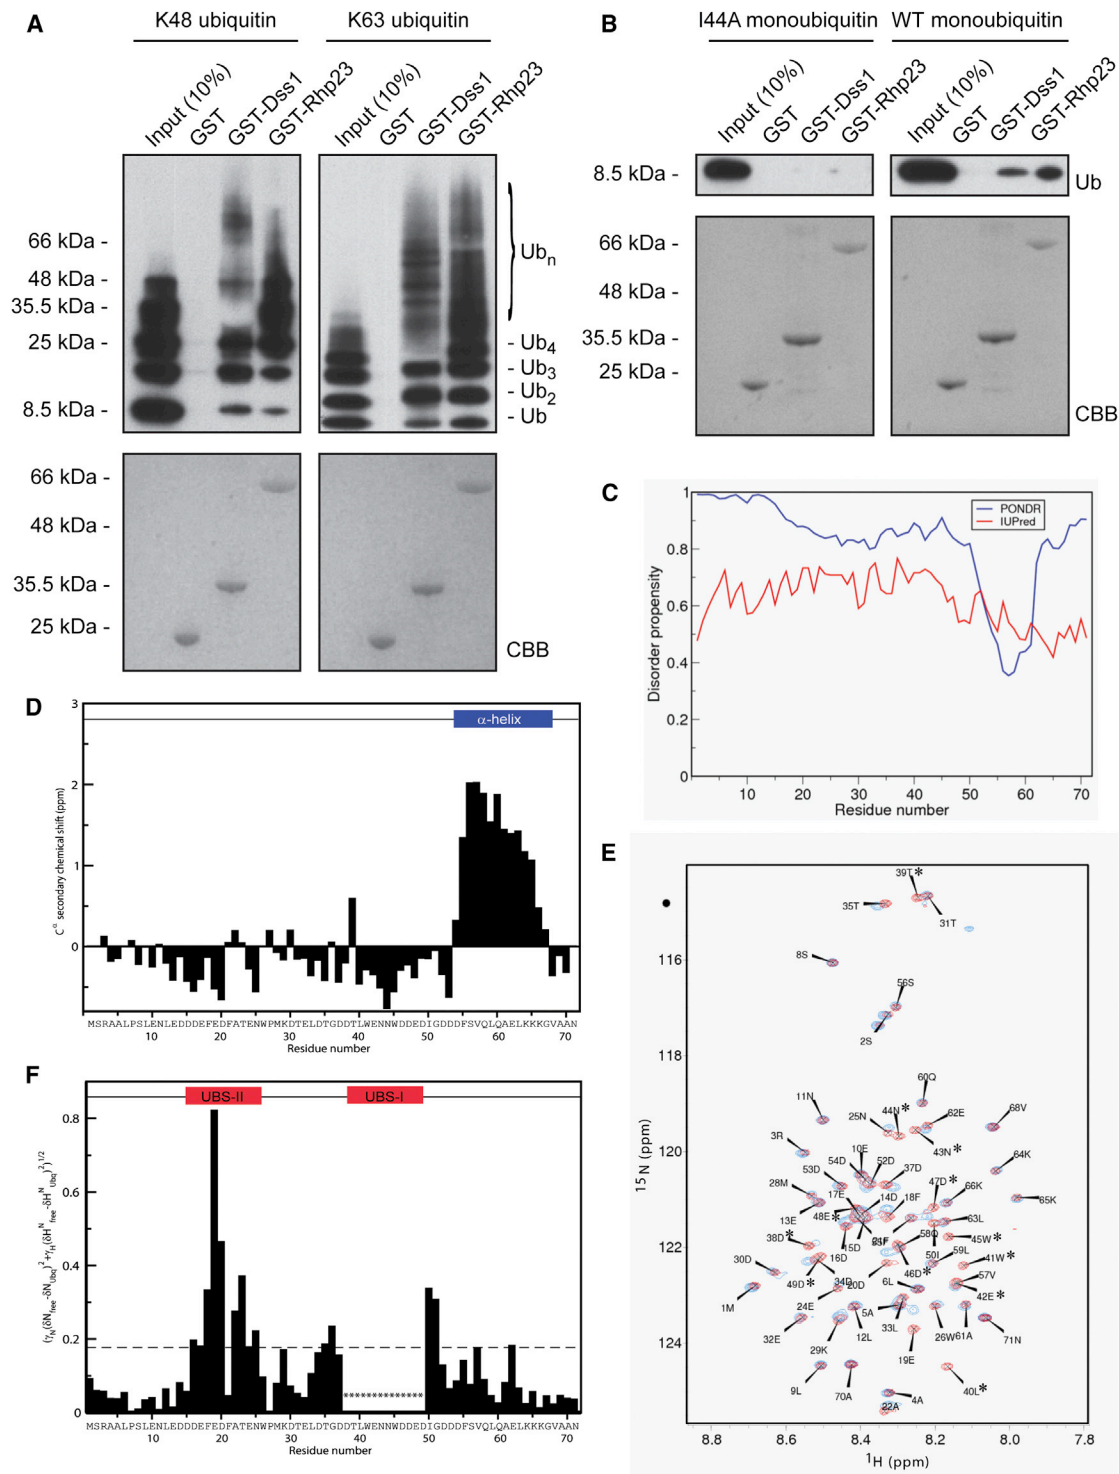 A
K48 ubiquitin
K63 ubiquitin
Input (10%)
GST
GST-Dss1
GST-Rhp23
Input (10%)
GST
GST-Dss1
GST-Rhp23
66 kDa -
48 kDa -
35.5 kDa -
25 kDa -
8.5 kDa -
Ubn
- Ub4
- Ub3
- Ub2
- Ub
66 kDa -
48 kDa -
35.5 kDa -
25 kDa -
CBB
B
I44A monoubiquitin
WT monoubiquitin
Input (10%)
GST
GST-Dss1
GST-Rhp23
Input (10%)
GST
GST-Dss1
GST-Rhp23
8.5 kDa -
Ub
66 kDa -
48 kDa -
35.5 kDa -
25 kDa -
CBB
C
Disorder propensity
1
0.8
0.6
0.4
0.2
0
PONDR
IUPred
10 20 30 40 50 60 70
Residue number
D
Cα secondary chemical shift (ppm)
3
2
1
0
α-helix
MSRAALPSLENLEDDDEFEDFATENWPMKDTELDTGDDTLWENNWDDEDIGDDDFSVQLQAELKKKGVAAN
10 20 30 40 50 60 70
Residue number
E
15N (ppm)
116
118
120
122
124
39T*
35T
31T
8S
56S
2S
60Q
11N
44N*
25N
62E
68V
43N*
3R
10E
52D
54D
37D
64K
53D
28M
47D*
66K
65K
17E
14D
18F
13E
48E*
63L
21F
58Q
38D*
15D
45W*
16D
50I
59L
30D
41W*
49D*
34D
20D
46D*
6L
57V
1M
42E*
24E
5A
32E
12L
33L
26W
61A
71N
29K
19E
9L
70A
40L*
4A
22A
8.8 8.6 8.4 8.2 8.0 7.8
1H (ppm)
F
(γN(δNfree-δNUbq)2+γH(δHNfree-δHNUbq)2)1/2
0.8
0.6
0.4
0.2
0
UBS-II
UBS-I
*************
MSRAALPSLENLEDDDEFEDFATENWPMKDTELDTGDDTLWENNWDDEDIGDDDFSVQLQAELKKKGVAAN
10 20 30 40 50 60 70
Residue number